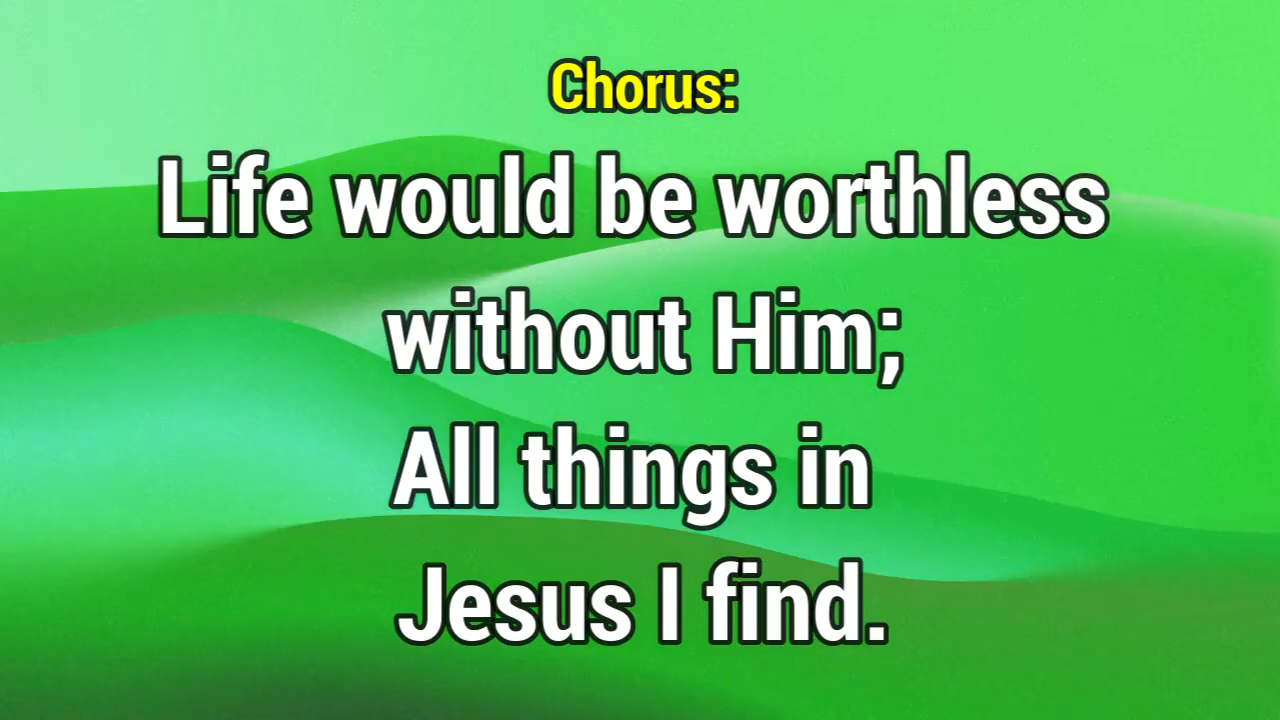 Chorus:
Life would be worthless
without Him;
All things in
Jesus I find.